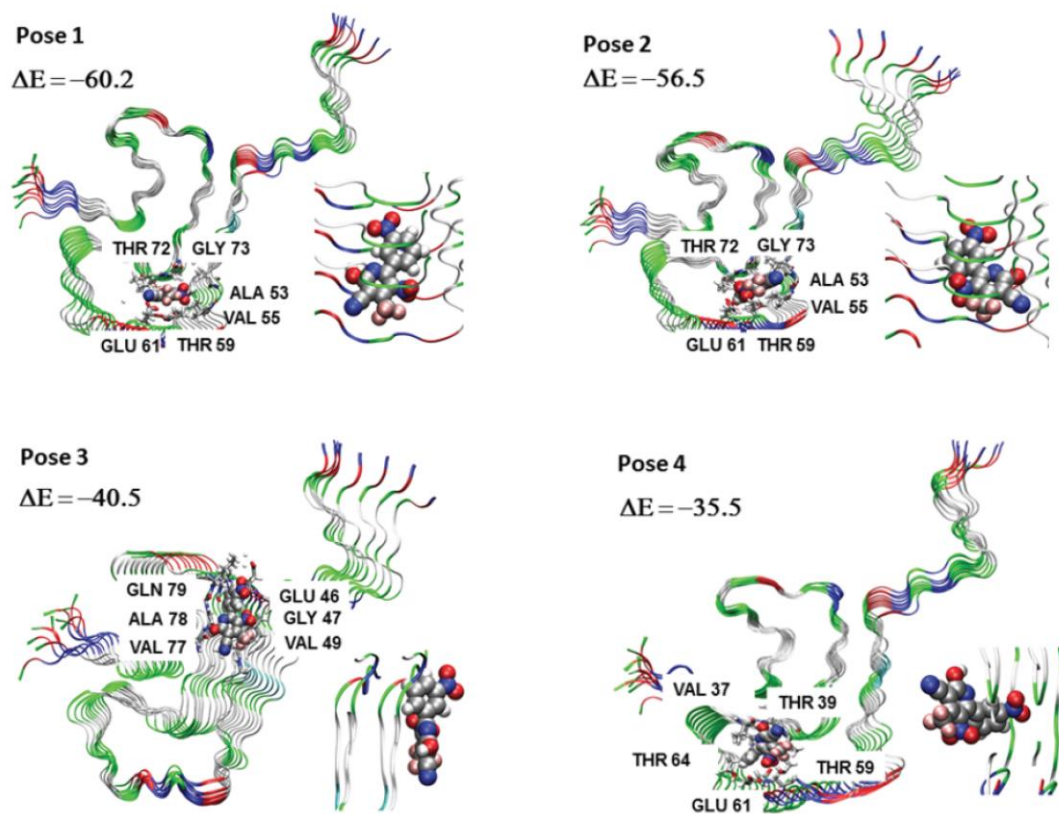 Pose 1
ΔE = −60.2
THR 72 GLY 73
ALA 53
VAL 55
GLU 61 THR 59
Pose 2
ΔE = −56.5
THR 72 GLY 73
ALA 53
VAL 55
GLU 61 THR 59
Pose 3
ΔE = −40.5
GLN 79 GLU 46
ALA 78 GLY 47
VAL 77 VAL 49
Pose 4
ΔE = −35.5
VAL 37 THR 39
THR 64 THR 59
GLU 61